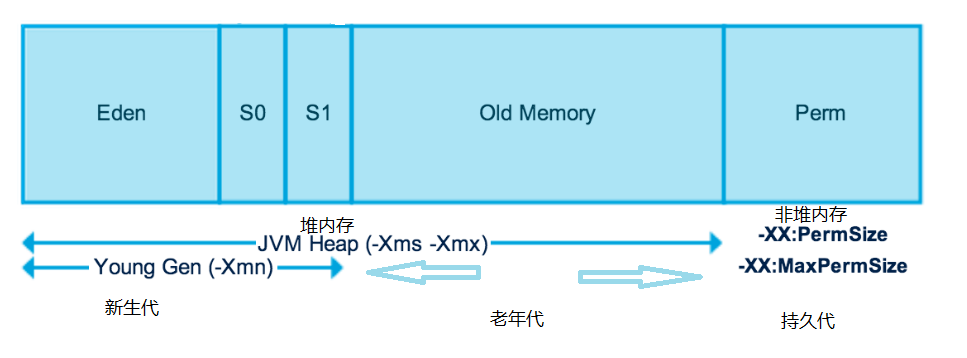 Eden S0 S1 Old Memory Perm
堆内存 非堆内存
JVM Heap (-Xms -Xmx) -XX:PermSize
Young Gen (-Xmn) -XX:MaxPermSize
新生代 老年代 持久代